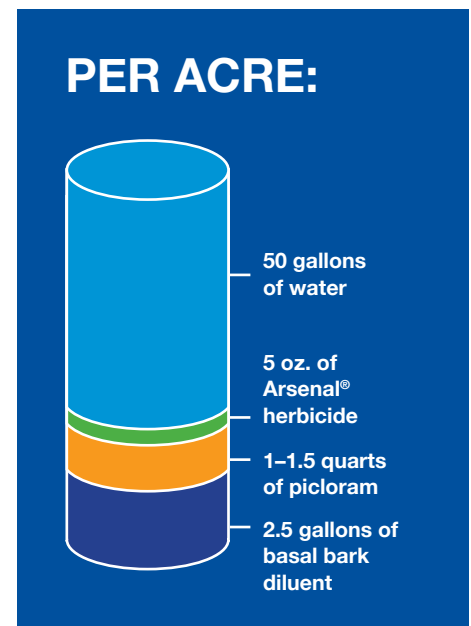 PER ACRE:
50 gallons
of water
5 oz. of
Arsenal®
herbicide
1–1.5 quarts
of picloram
2.5 gallons of
basal bark
diluent